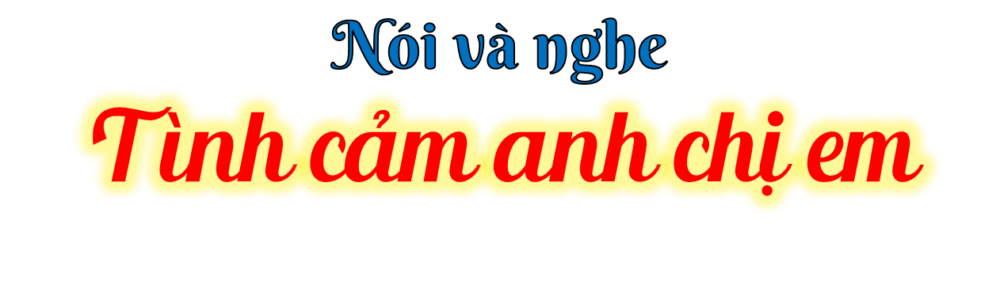 Nói và nghe
Tình cảm anh chị em